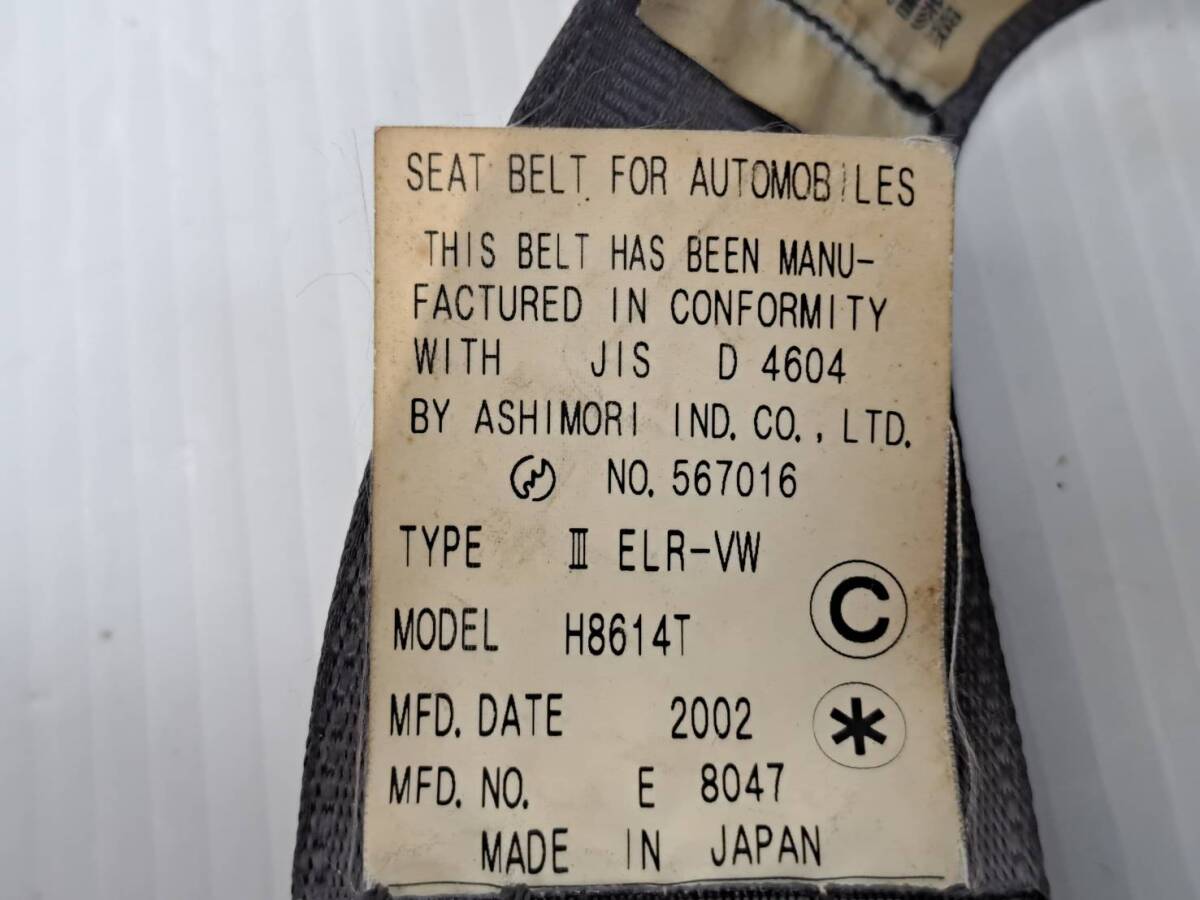 SEAT BELT FOR AUTOMOBILES
THIS BELT HAS BEEN MANU-
FACTURED IN CONFORMITY
WITH JIS D 4604
BY ASHIMORI IND. CO., LTD.
NO. 567016
TYPE Ⅲ ELR-VW
MODEL H8614T
C
MFD. DATE 2002
*
MFD. NO. E 8047
MADE IN JAPAN